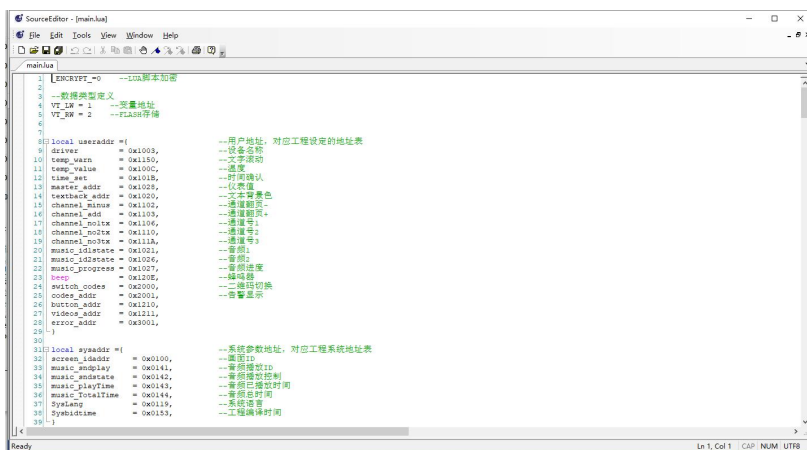 SourceEditor - [main.lua]
File Edit Tools View Window Help
main.lua
1 _ENCRYPT_=0 --LUA脚本加密
2
3 --数据类型定义
4 VT_LW = 1 --变量地址
5 VT_RW = 2 --FLASH存储
6
7
8 local useraddr ={ --用户地址，对应工程设定的地址表
9 driver = 0x1003, --设备名称
10 temp_warn = 0x1150, --文字滚动
11 temp_value = 0x100C, --温度
12 time_set = 0x101B, --时间确认
13 master_addr = 0x1028, --仪表值
14 textback_addr = 0x1020, --文本背景色
15 channel_minus = 0x1102, --通道翻页-
16 channel_add = 0x1103, --通道翻页+
17 channel_no1tx = 0x1106, --通道号1
18 channel_no2tx = 0x1110, --通道号2
19 channel_no3tx = 0x111A, --通道号3
20 music_id1state = 0x1021, --音频1
21 music_id2state = 0x1026, --音频2
22 music_progress = 0x1027, --音频进度
23 beep = 0x120E, --蜂鸣器
24 switch_codes = 0x2000, --二维码切换
25 codes_addr = 0x2001, --告警显示
26 button_addr = 0x1210,
27 videos_addr = 0x1211,
28 error_addr = 0x3001,
29 }
30
31 local sysaddr ={ --系统参数地址，对应工程系统地址表
32 screen_idaddr = 0x0100, --画面ID
33 music_sndplay = 0x0141, --音频播放ID
34 music_sndstate = 0x0142, --音频播放控制
35 music_playTime = 0x0143, --音频已播放时间
36 music_TotalTime = 0x0144, --音频总时间
37 SysLang = 0x0119, --系统语言
38 Sysbidtime = 0x0153, --工程编译时间
39 }
Ready Ln 1, Col 1 CAP NUM UTF8